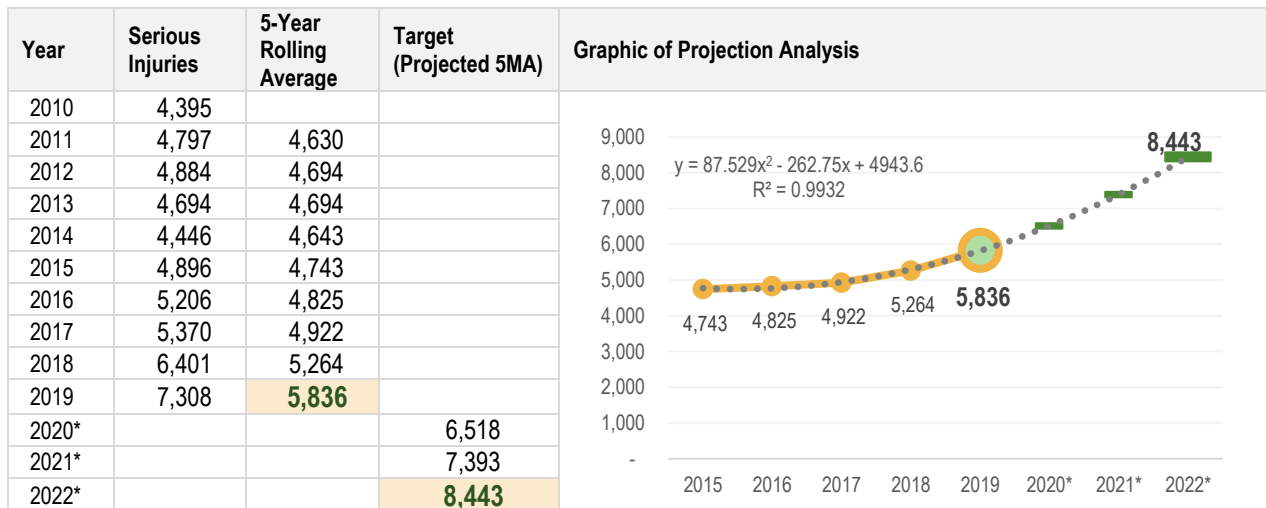 Year Serious Injuries 5-Year Rolling Average Target (Projected 5MA) Graphic of Projection Analysis
2010 4,395
2011 4,797 4,630
2012 4,884 4,694
2013 4,694 4,694
2014 4,446 4,643
2015 4,896 4,743
2016 5,206 4,825
2017 5,370 4,922
2018 6,401 5,264
2019 7,308 5,836
2020* 6,518
2021* 7,393
2022* 8,443
9,000
8,000
7,000
6,000
5,000
4,000
3,000
2,000
1,000
-
y = 87.529x² - 262.75x + 4943.6
R² = 0.9932
8,443
4,743 4,825 4,922 5,264 5,836
2015 2016 2017 2018 2019 2020* 2021* 2022*